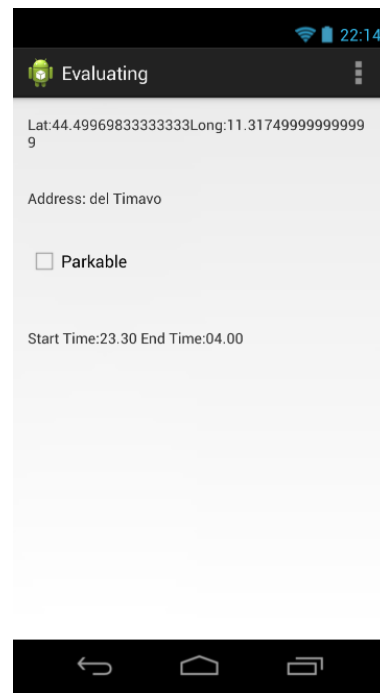 22:14
Evaluating
Lat:44.49969833333333Long:11.31749999999999
9
Address: del Timavo
Parkable
Start Time:23.30 End Time:04.00